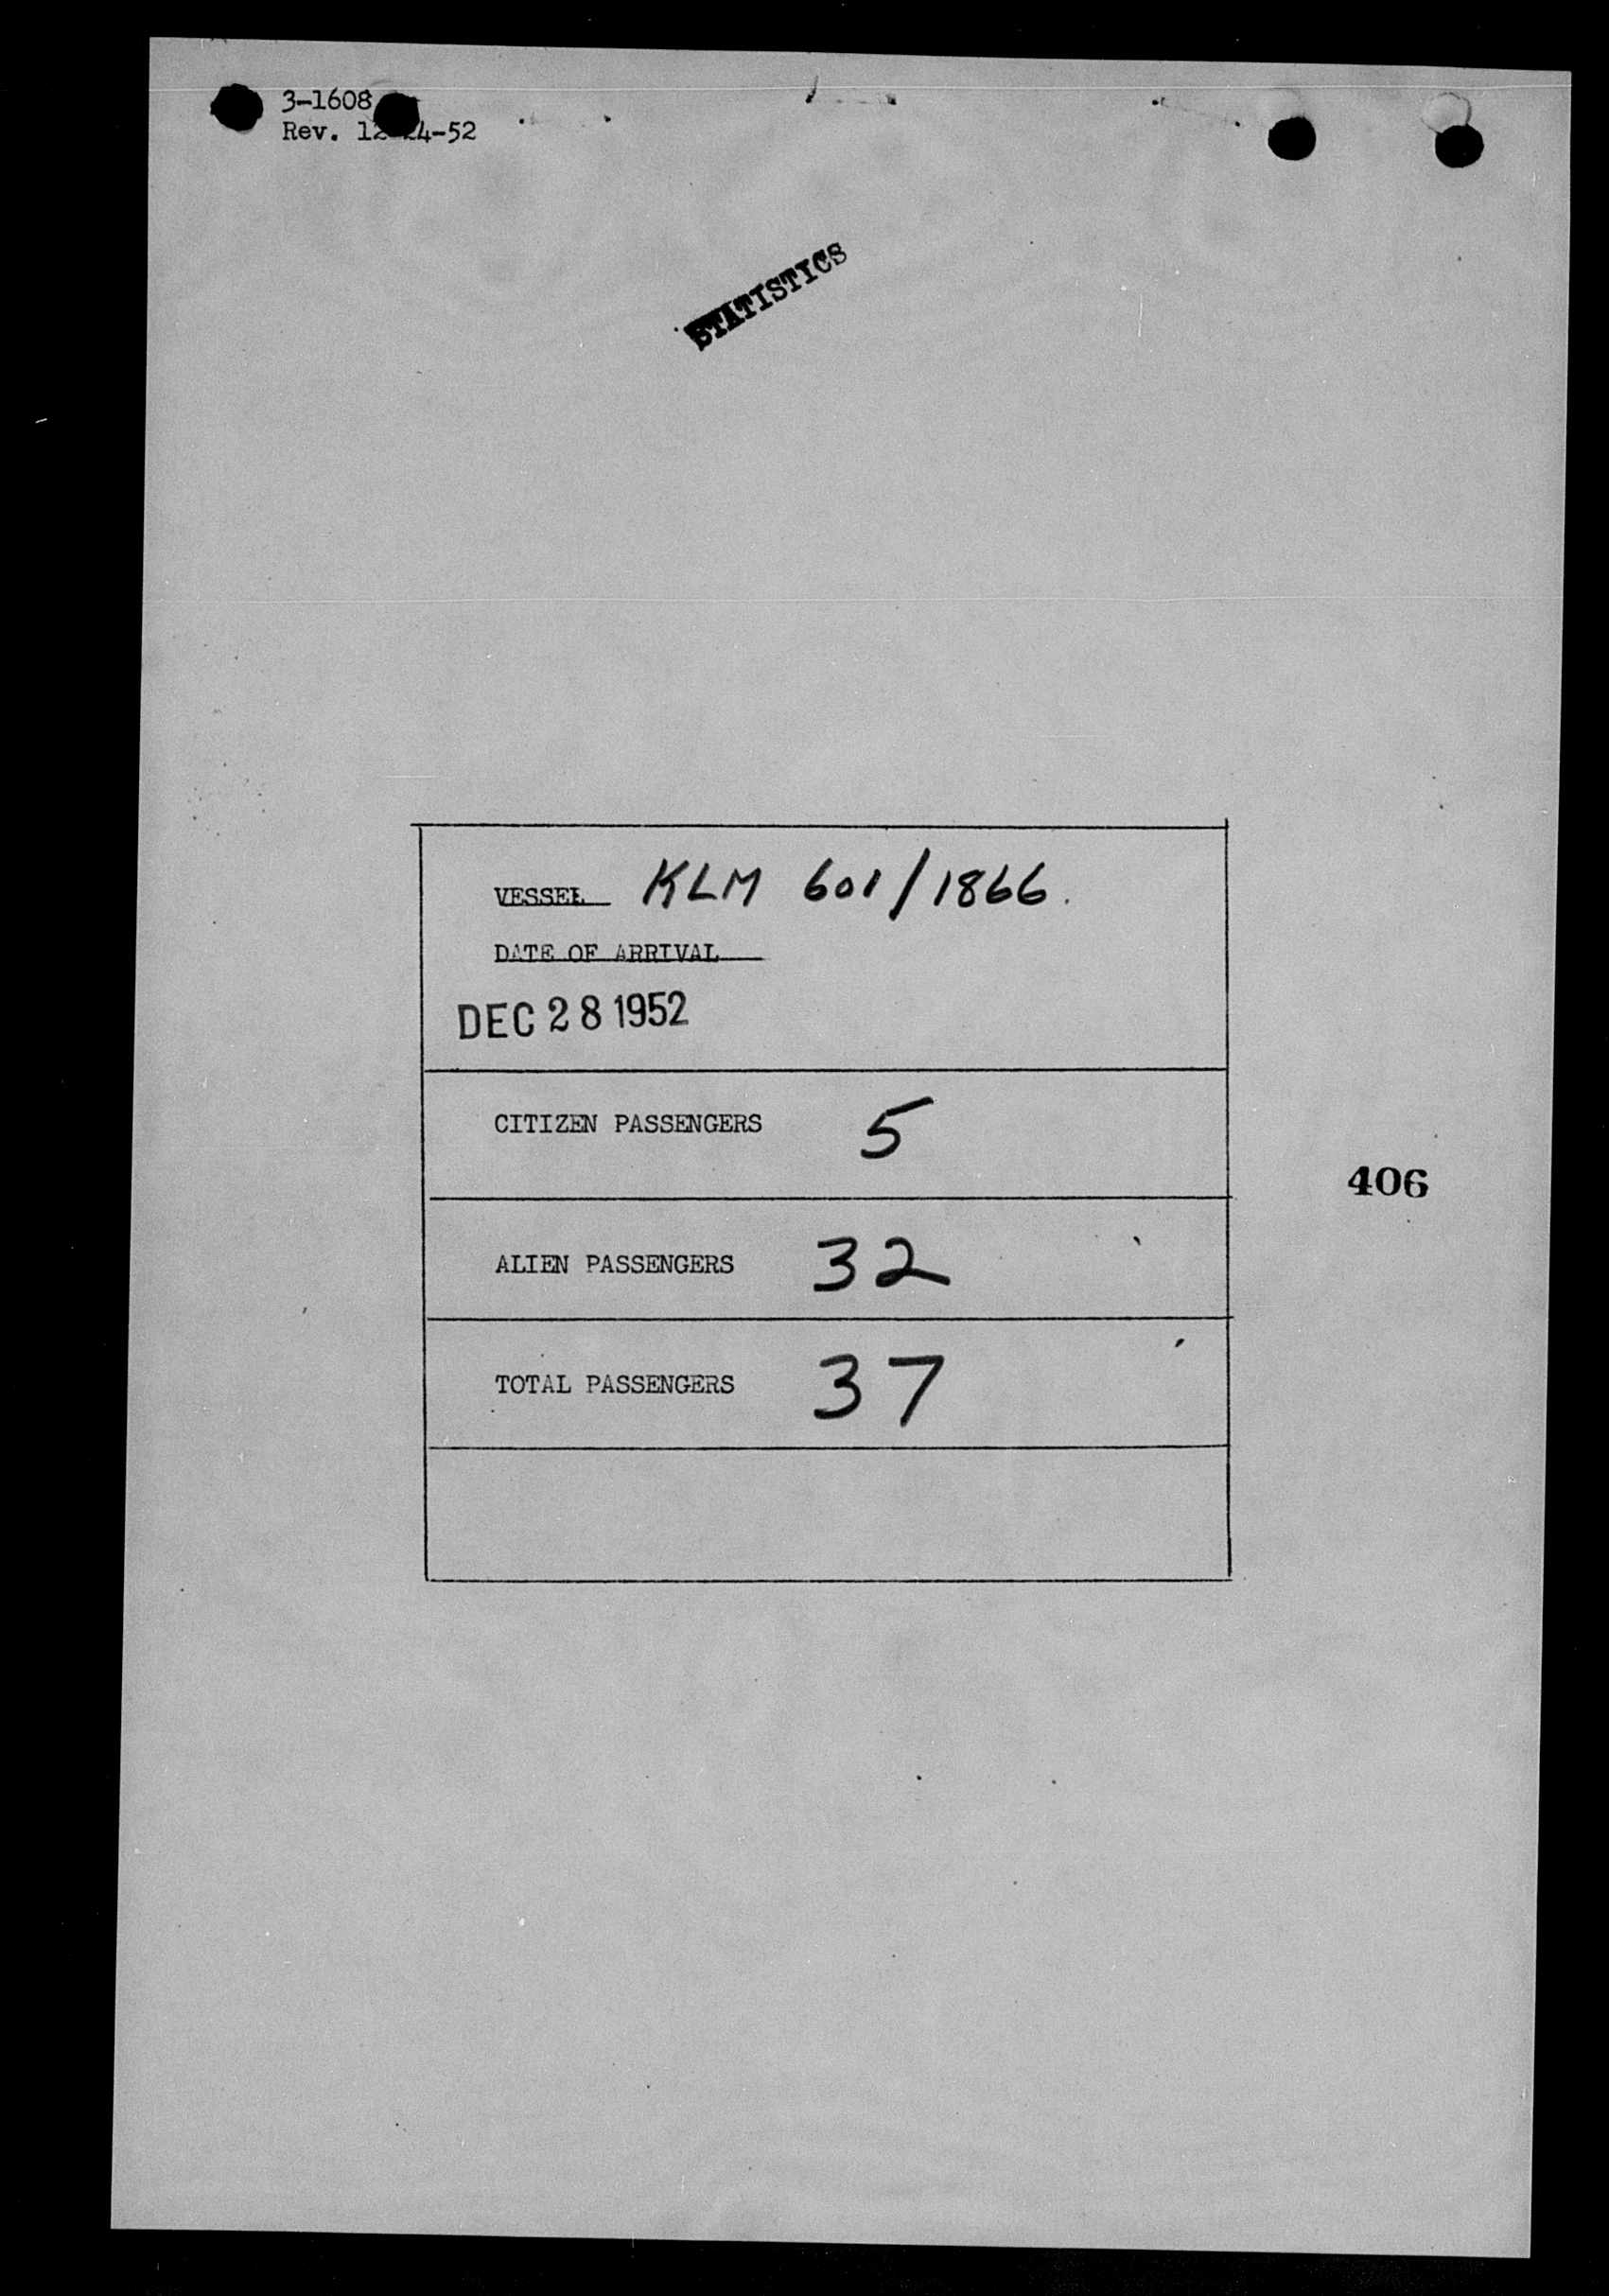 3-1608
Rev. 12-24-52
STATISTICS
VESSEL KLM 601/1866.
DATE OF ARRIVAL
DEC 28 1952
CITIZEN PASSENGERS 5
406
ALIEN PASSENGERS 32
TOTAL PASSENGERS 37